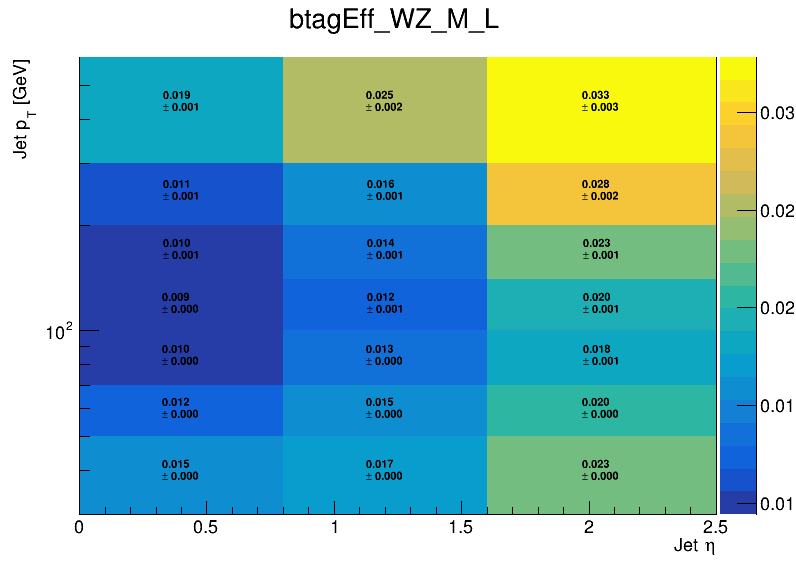 btagEff_WZ_M_L
Jet p_T [GeV]
0.019 0.025 0.033
± 0.001 ± 0.002 ± 0.003
0.03
0.011 0.016 0.028
± 0.001 ± 0.001 ± 0.002
0.02
0.010 0.014 0.023
± 0.001 ± 0.001 ± 0.001
0.009 0.012 0.020
± 0.000 ± 0.001 ± 0.001
0.02
10^2
0.010 0.013 0.018
± 0.000 ± 0.000 ± 0.001
0.012 0.015 0.020
± 0.000 ± 0.000 ± 0.000
0.01
0.015 0.017 0.023
± 0.000 ± 0.000 ± 0.000
0.01
0 0.5 1 1.5 2 2.5
Jet η